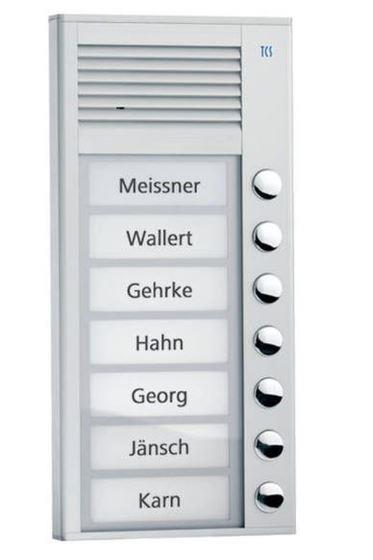 TCS
Meissner
Wallert
Gehrke
Hahn
Georg
Jänsch
Karn